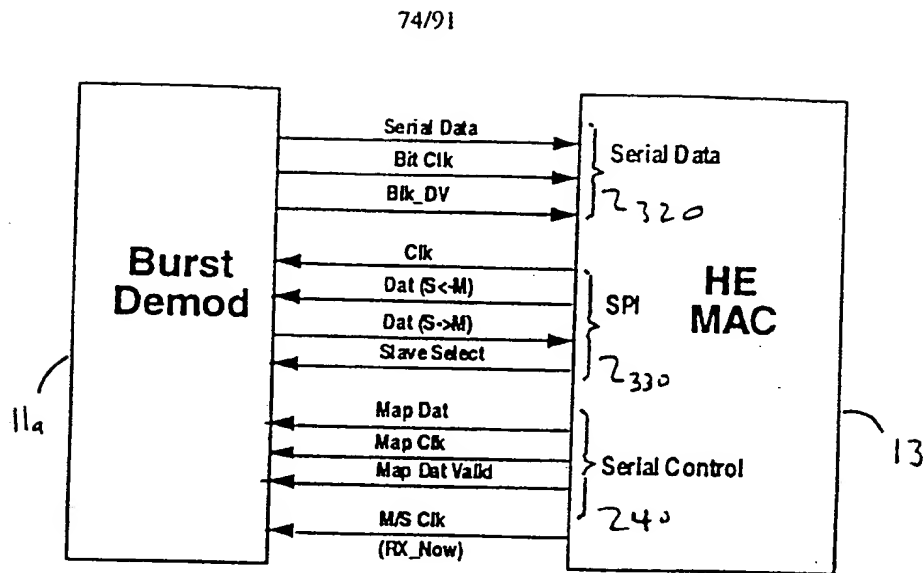 74/91
Serial Data
Bit Clk
Blk_DV
Serial Data
2320
Burst
Demod
Clk
Dat (S<-M)
Dat (S->M)
Slave Select
SPI
2330
HE
MAC
11a
13
Map Dat
Map Clk
Map Dat Valid
Serial Control
240
M/S Clk
(RX_Now)